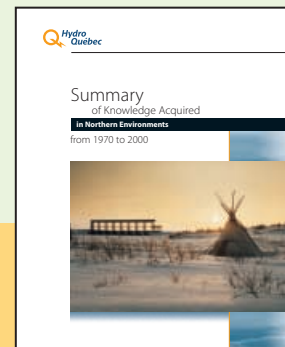 Hydro
Québec
Summary
of Knowledge Acquired
in Northern Environments
from 1970 to 2000